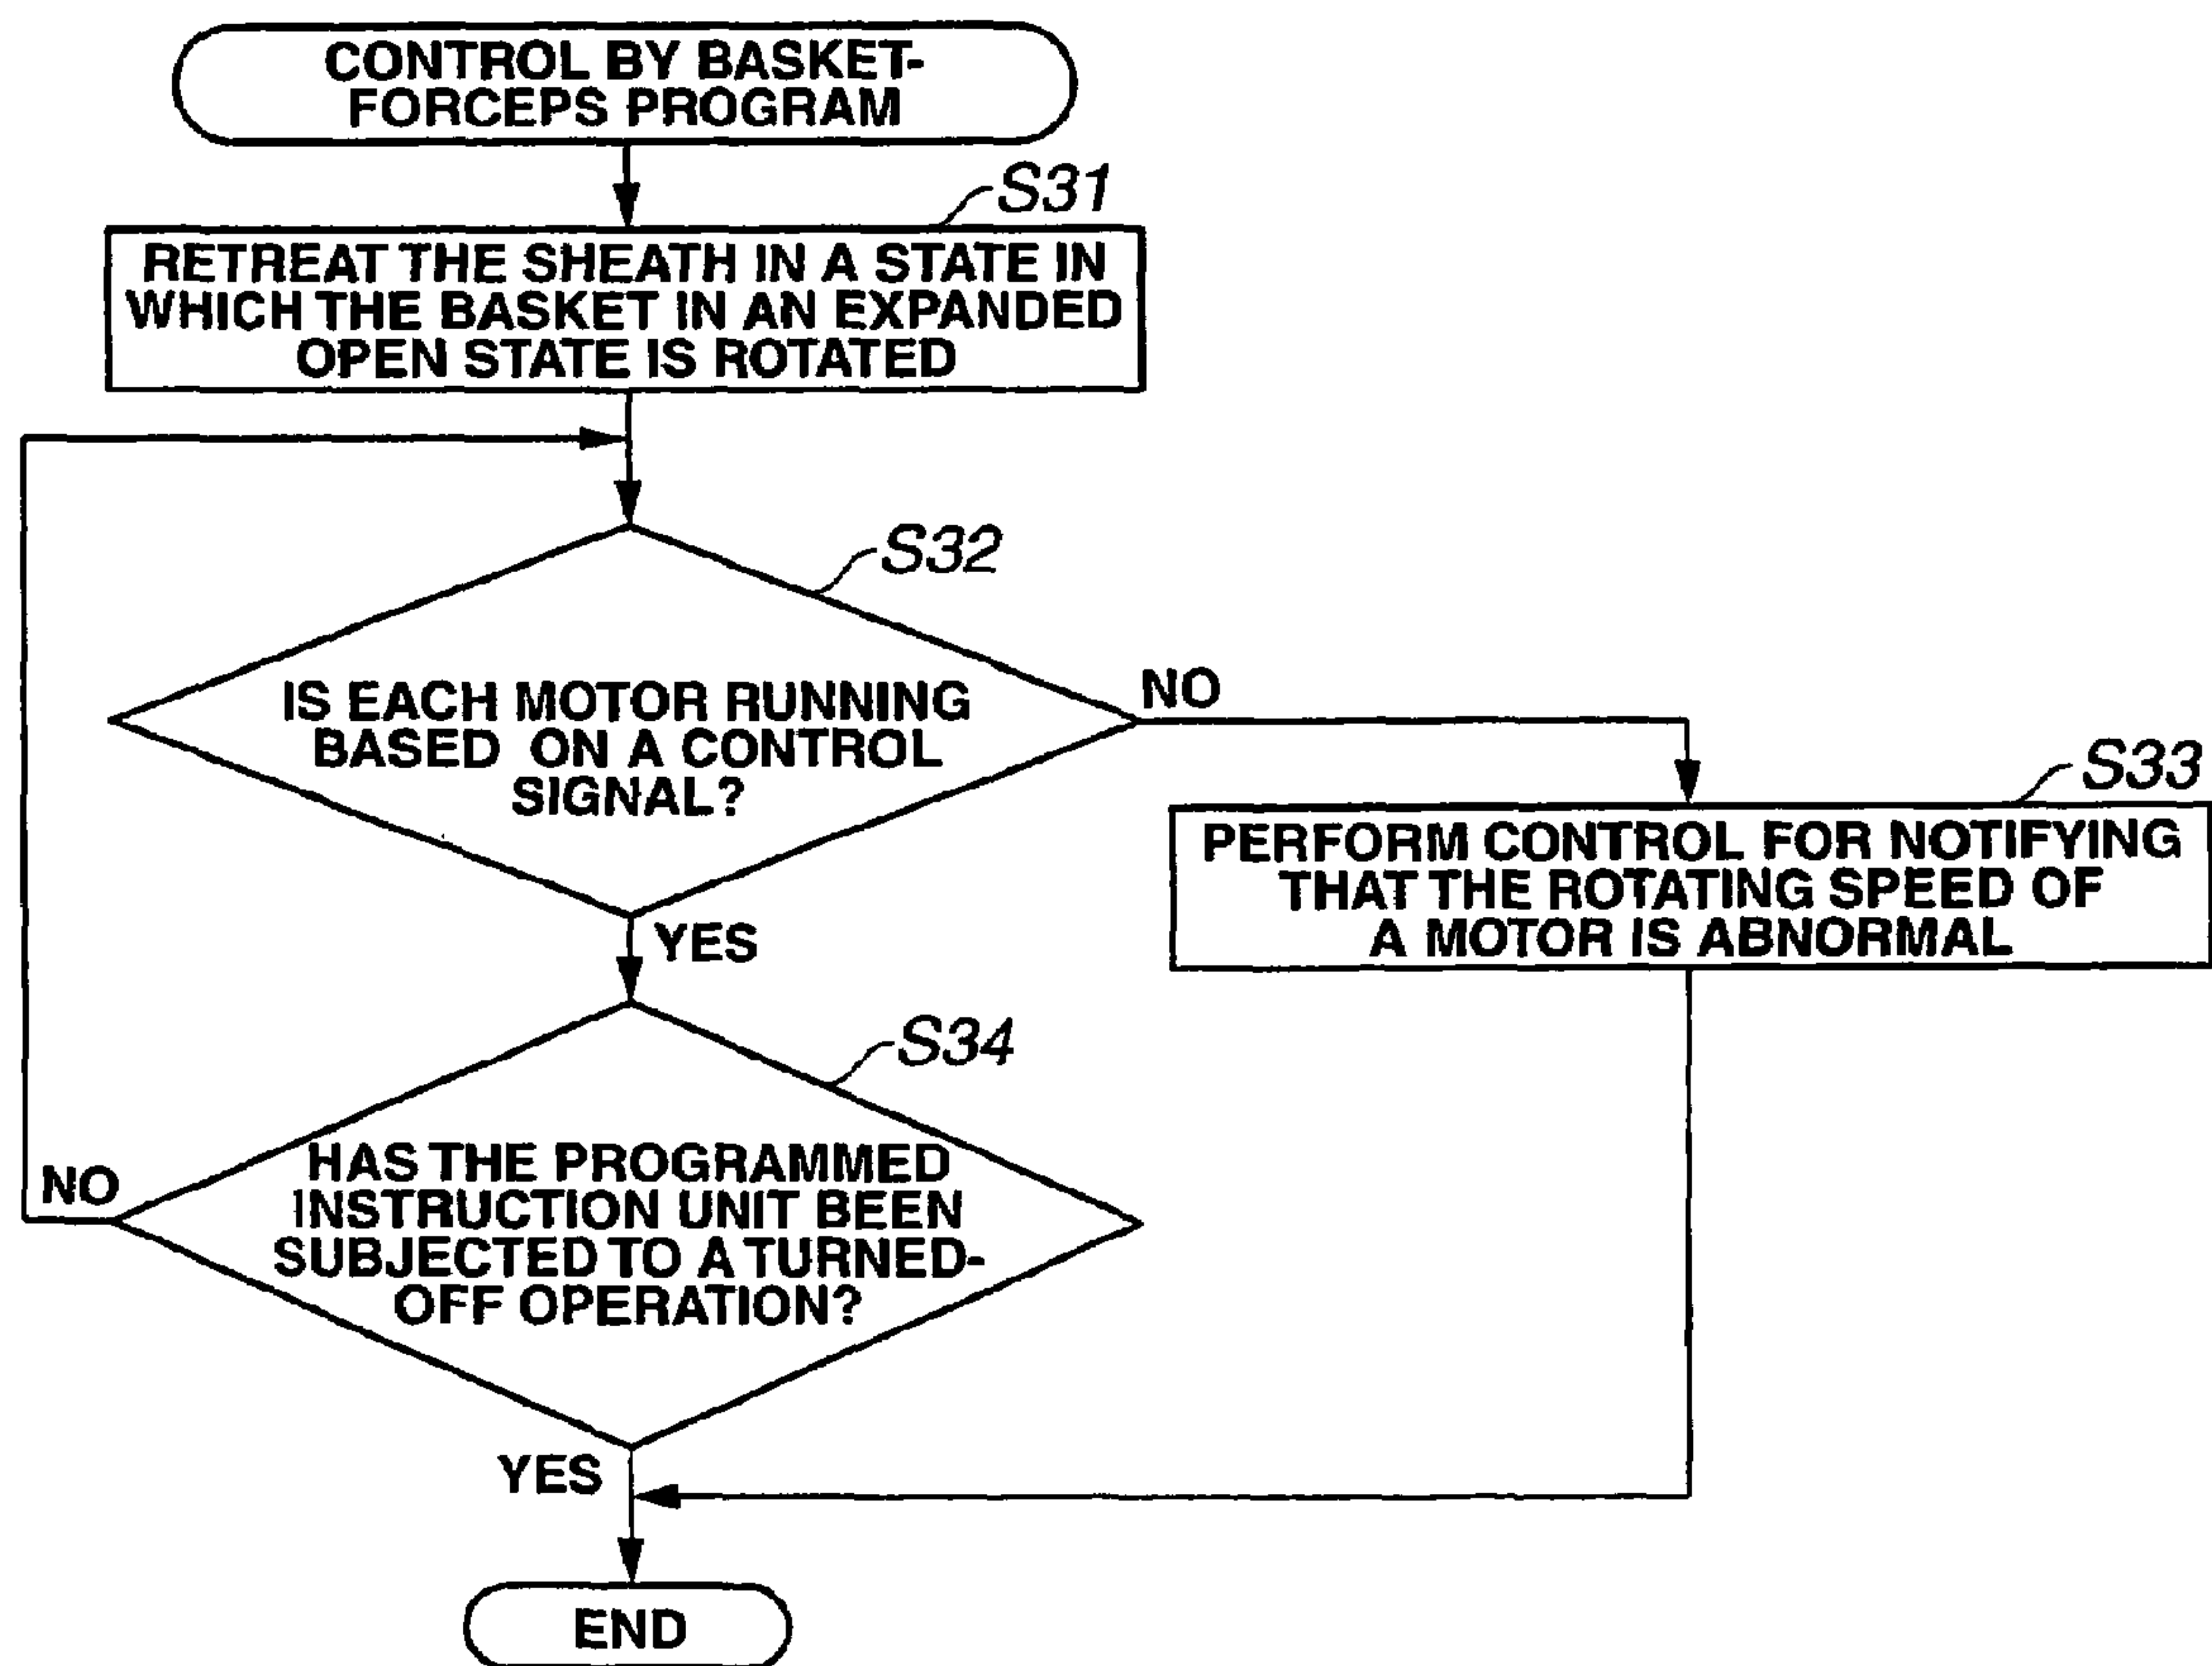 CONTROL BY BASKET-
FORCEPS PROGRAM
S31
RETREAT THE SHEATH IN A STATE IN
WHICH THE BASKET IN AN EXPANDED
OPEN STATE IS ROTATED
S32
IS EACH MOTOR RUNNING
BASED ON A CONTROL
SIGNAL?
NO
S33
PERFORM CONTROL FOR NOTIFYING
THAT THE ROTATING SPEED OF
A MOTOR IS ABNORMAL
YES
S34
HAS THE PROGRAMMED
INSTRUCTION UNIT BEEN
SUBJECTED TO A TURNED-
OFF OPERATION?
NO
YES
END